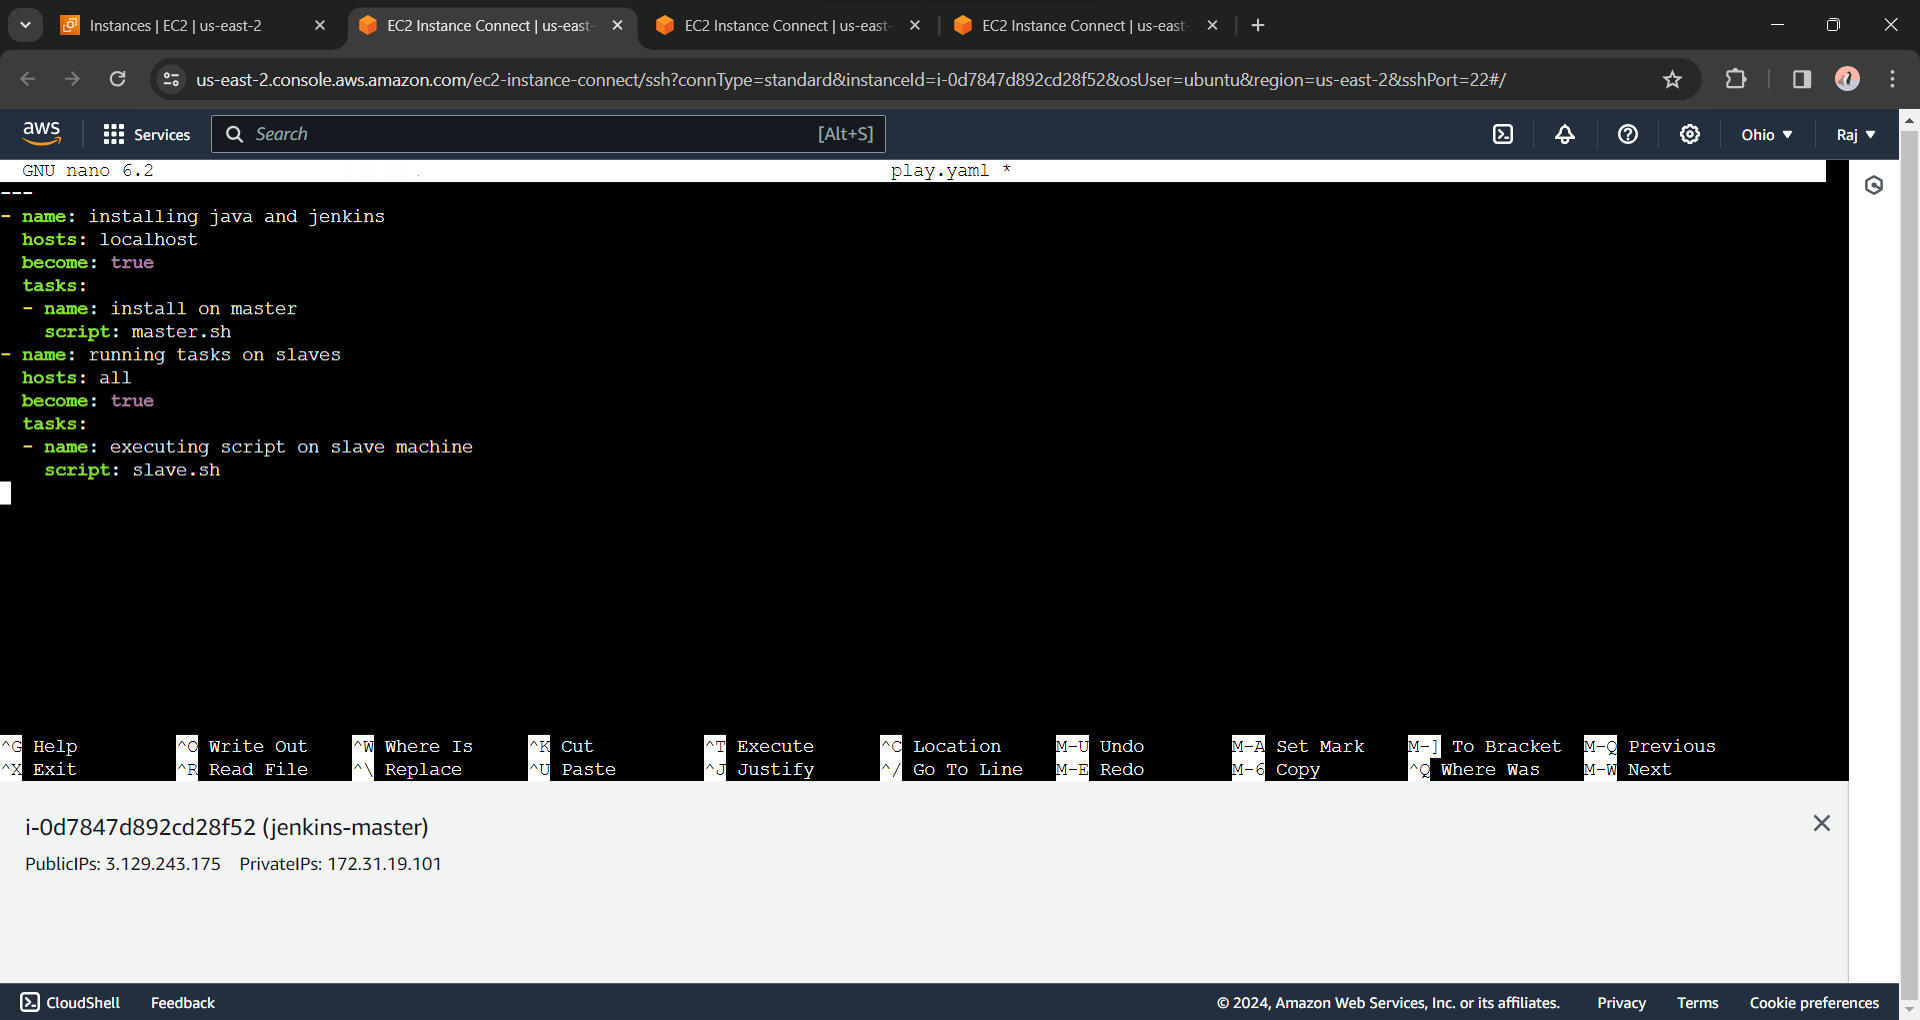 Instances | EC2 | us-east-2
EC2 Instance Connect | us-east-
EC2 Instance Connect | us-east-
EC2 Instance Connect | us-east-
us-east-2.console.aws.amazon.com/ec2-instance-connect/ssh?connType=standard&instanceId=i-0d7847d892cd28f52&osUser=ubuntu&region=us-east-2&sshPort=22#/
aws Services Search [Alt+S] Ohio Raj
GNU nano 6.2 play.yaml *
---
- name: installing java and jenkins
  hosts: localhost
  become: true
  tasks:
  - name: install on master
    script: master.sh
- name: running tasks on slaves
  hosts: all
  become: true
  tasks:
  - name: executing script on slave machine
    script: slave.sh
^G Help ^O Write Out ^W Where Is ^K Cut ^T Execute ^C Location M-U Undo M-A Set Mark M-] To Bracket M-Q Previous
^X Exit ^R Read File ^\ Replace ^U Paste ^J Justify ^/ Go To Line M-E Redo M-6 Copy ^Q Where Was M-W Next
i-0d7847d892cd28f52 (jenkins-master)
PublicIPs: 3.129.243.175 PrivateIPs: 172.31.19.101
CloudShell Feedback © 2024, Amazon Web Services, Inc. or its affiliates. Privacy Terms Cookie preferences